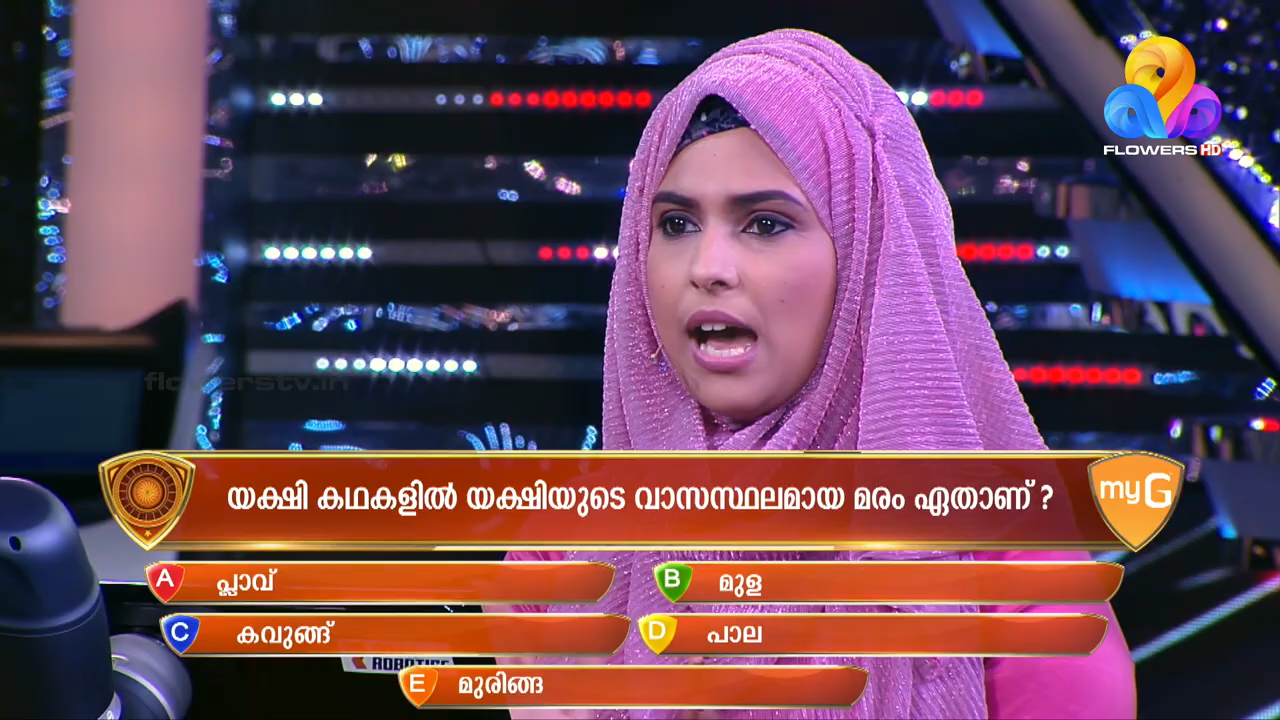 FLOWERS HD
flowerstv.in
യക്ഷി കഥകളിൽ യക്ഷിയുടെ വാസസ്ഥലമായ മരം ഏതാണ് ?
myG
A പ്ലാവ്
B മുള
C കവുങ്ങ്
D പാല
ROBOTICS
E മുരിങ്ങ